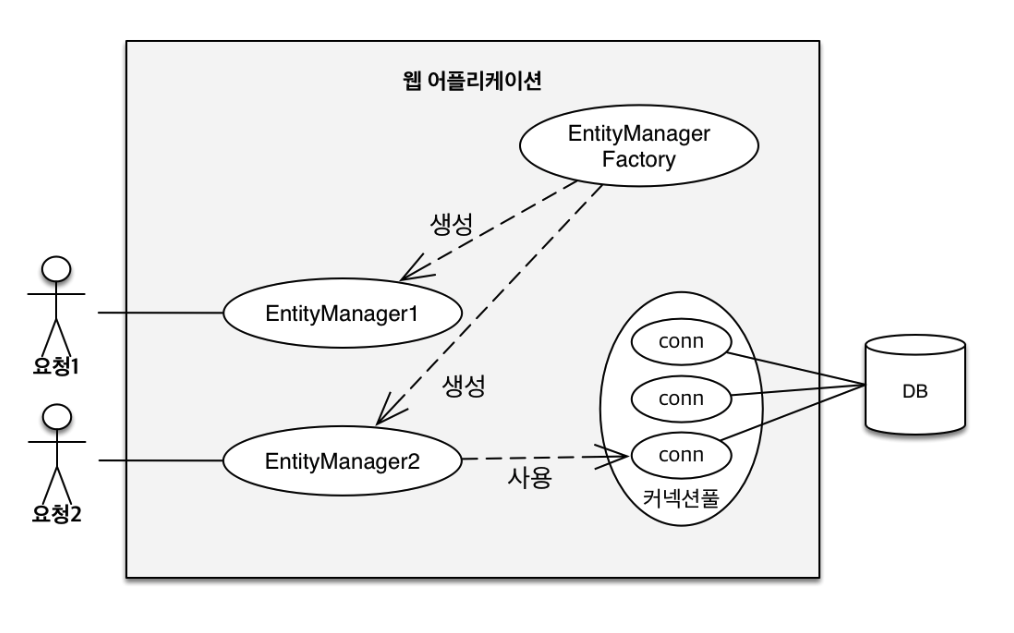 웹 어플리케이션
EntityManager
Factory
생성
요청1
EntityManager1
생성
요청2
EntityManager2
사용
conn
conn
conn
커넥션풀
DB